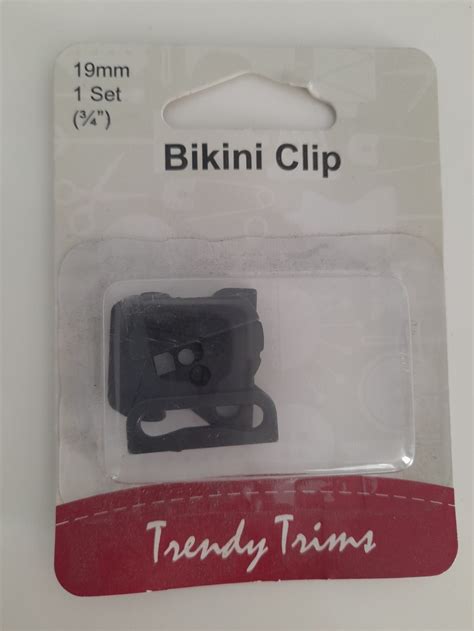 19mm
1 Set
(¾")
Bikini Clip
Trendy Trims